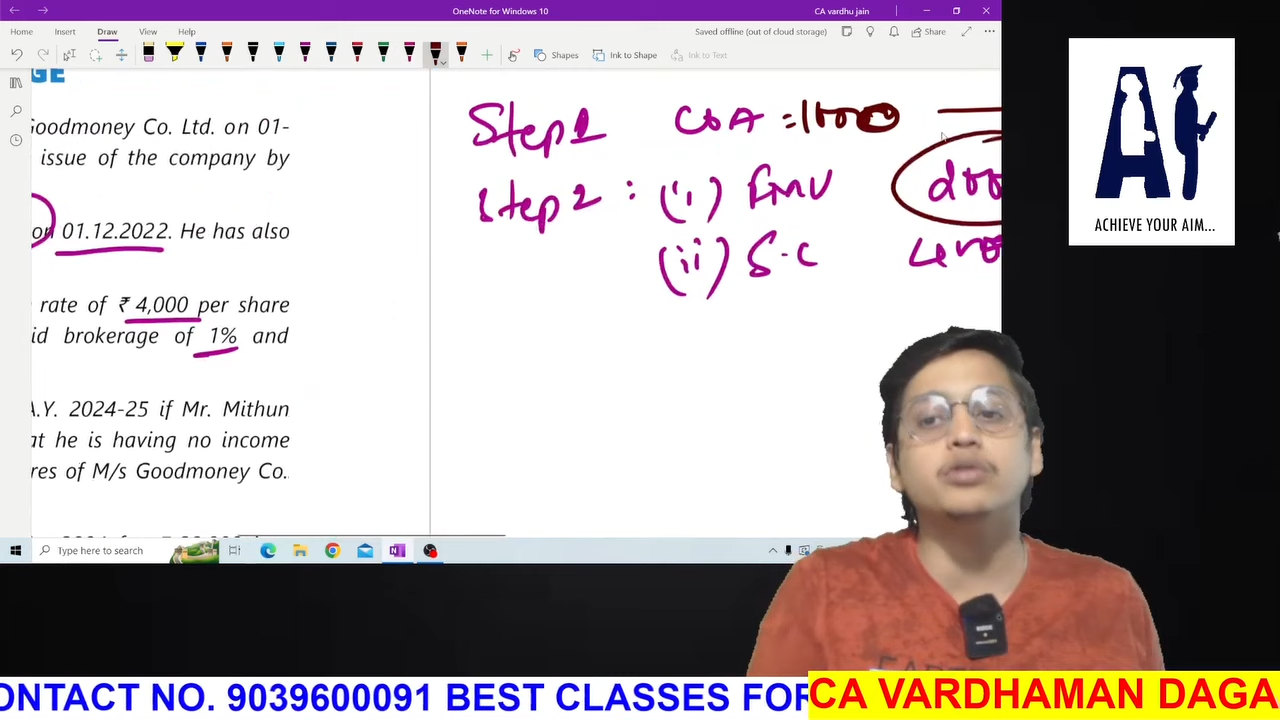 OneNote for Windows 10
CA vardhu jain
Home Insert Draw View Help
Saved offline (out of cloud storage)
Share
Shapes
Ink to Shape
Ink to Text
GE
Goodmoney Co. Ltd. on 01-
issue of the company by
on 01.12.2022. He has also
rate of ₹ 4,000 per share
id brokerage of 1% and
A.Y. 2024-25 if Mr. Mithun
at he is having no income
res of M/s Goodmoney Co.
Step 1 COA =
Step 2 : (i) FMV
(ii) S.C
ACHIEVE YOUR AIM...
Type here to search
ONTACT NO. 9039600091 BEST CLASSES FOR
CA VARDHAMAN DAGA